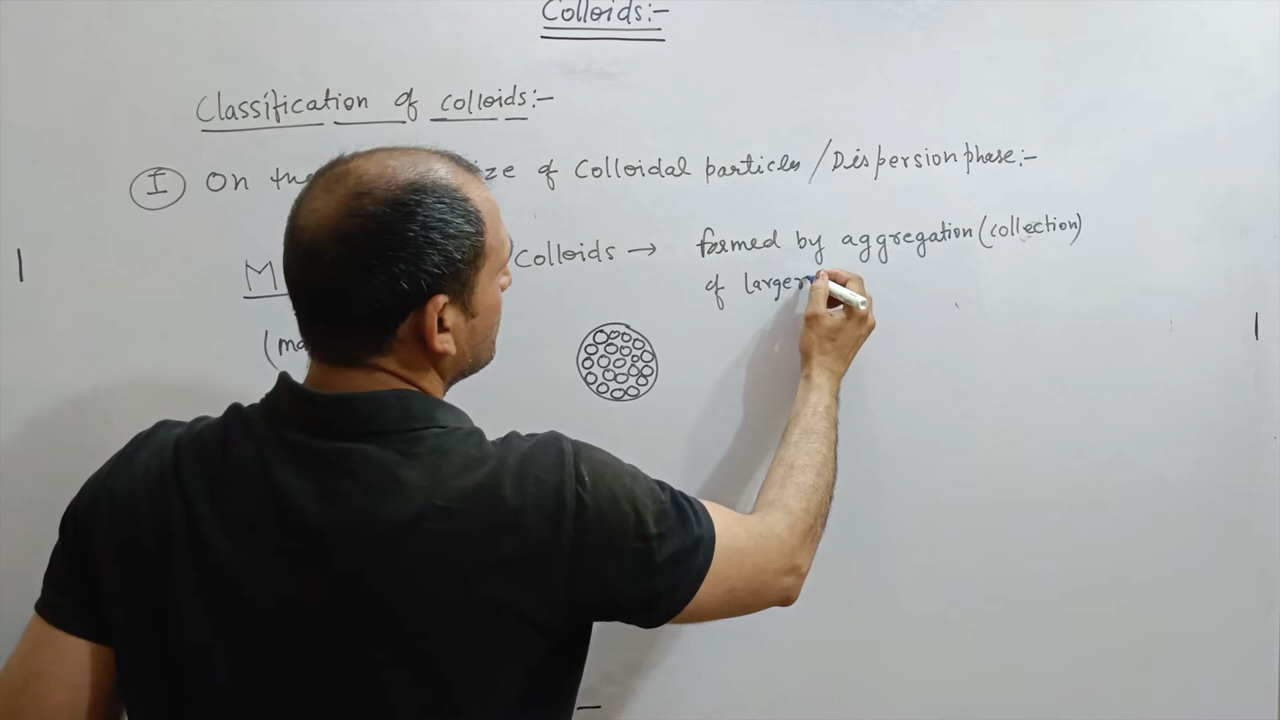 Colloids:-
Classification of colloids:-
I On the ze of Colloidal particles / Dispersion phase:-
M Colloids → formed by aggregation (collection)
of larger
(ma